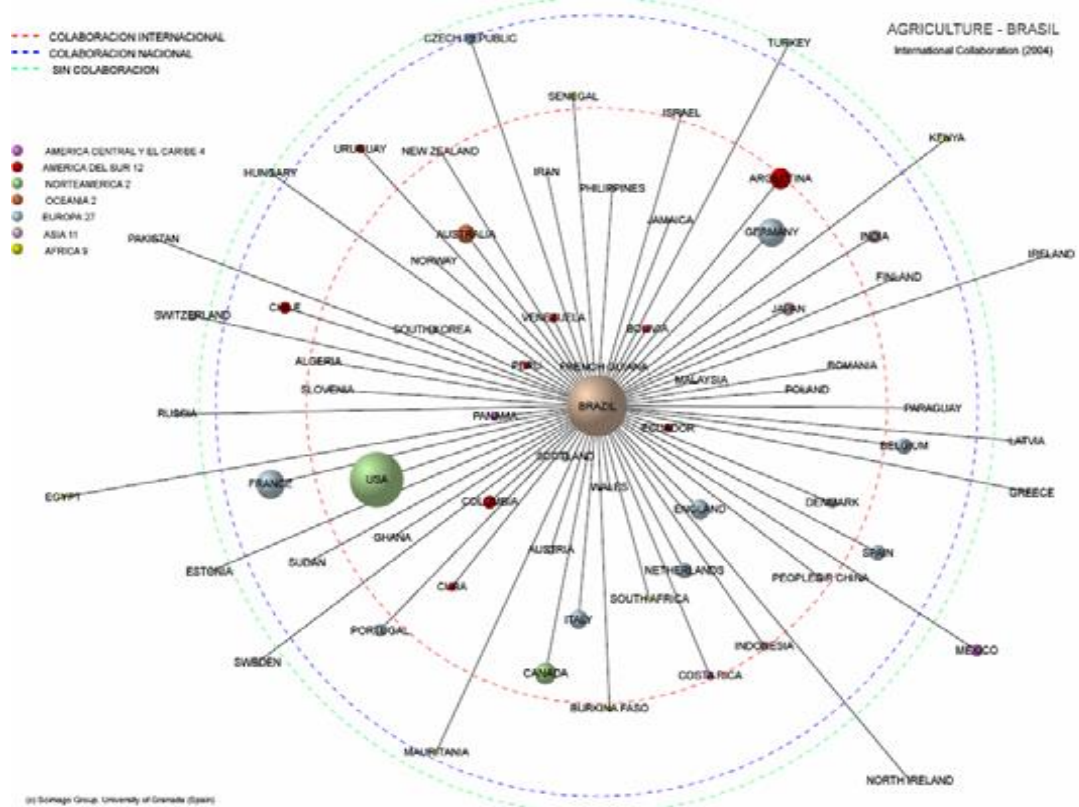 COLABORACION INTERNACIONAL
COLABORACION NACIONAL
SIN COLABORACION
AGRICULTURE - BRASIL
International Collaboration (2004)
AMERICA CENTRAL Y EL CARIBE 4
AMERICA DEL SUR 12
NORTEAMERICA 2
OCEANIA 2
EUROPA 27
ASIA 11
AFRICA 9
CZECH REPUBLIC
TURKEY
SENEGAL
ISRAEL
KENYA
URUGUAY
NEW ZEALAND
HUNGARY
IRAN
PHILIPPINES
ARGENTINA
JAMAICA
GERMANY
INDIA
PAKISTAN
AUSTRALIA
NORWAY
IRELAND
FINLAND
CHILE
SWITZERLAND
SOUTH KOREA
VENEZUELA
BOLIVIA
JAPAN
ALGERIA
PERU
FRENCH GUYANA
ROMANIA
MALAYSIA
SLOVENIA
POLAND
RUSSIA
PANAMA
BRAZIL
PARAGUAY
ECUADOR
LATVIA
BELGIUM
SCOTLAND
EGYPT
FRANCE
USA
WALES
GREECE
COLOMBIA
ENGLAND
DENMARK
GHANA
AUSTRIA
SPAIN
ESTONIA
SUDAN
NETHERLANDS
PEOPLES R CHINA
CUBA
SOUTH AFRICA
PORTUGAL
ITALY
INDONESIA
MEXICO
SWEDEN
CANADA
COSTA RICA
BURKINA FASO
MAURITANIA
NORTH IRELAND
(c) Scimago Group, University of Granada (Spain)